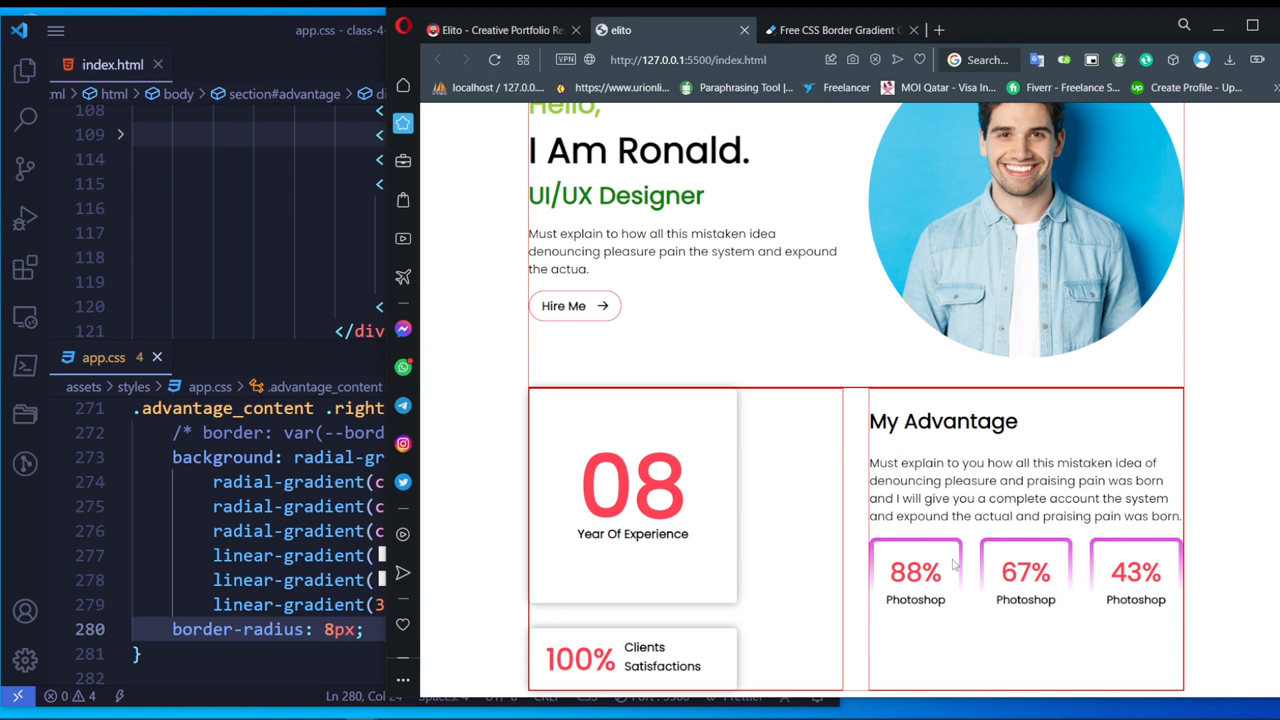 app.css - class-4-
index.html
ml > html > body > section#advantage > di
108 <
109 > <
114 <
115 <
116
117
118
119
120 <
121 </div
app.css 4
assets > styles > app.css > .advantage_content
271 .advantage_content .right
272 /* border: var(--bord
273 background: radial-gr
274 radial-gradient(c
275 radial-gradient(c
276 radial-gradient(c
277 linear-gradient(
278 linear-gradient(
279 linear-gradient(3
280 border-radius: 8px;
281 }
282
0 4
Ln 280, Col 24
Elito - Creative Portfolio Re
elito
Free CSS Border Gradient G
VPN
http://127.0.0.1:5500/index.html
Search...
localhost / 127.0....
https://www.urionli...
Paraphrasing Tool |...
Freelancer
MOI Qatar - Visa In...
Fiverr - Freelance S...
Create Profile - Up...
Hello,
I Am Ronald.
UI/UX Designer
Must explain to how all this mistaken idea
denouncing pleasure pain the system and expound
the actua.
Hire Me
08
Year Of Experience
100%
Clients
Satisfactions
My Advantage
Must explain to you how all this mistaken idea of
denouncing pleasure and praising pain was born
and I will give you a complete account the system
and expound the actual and praising pain was born.
88%
Photoshop
67%
Photoshop
43%
Photoshop